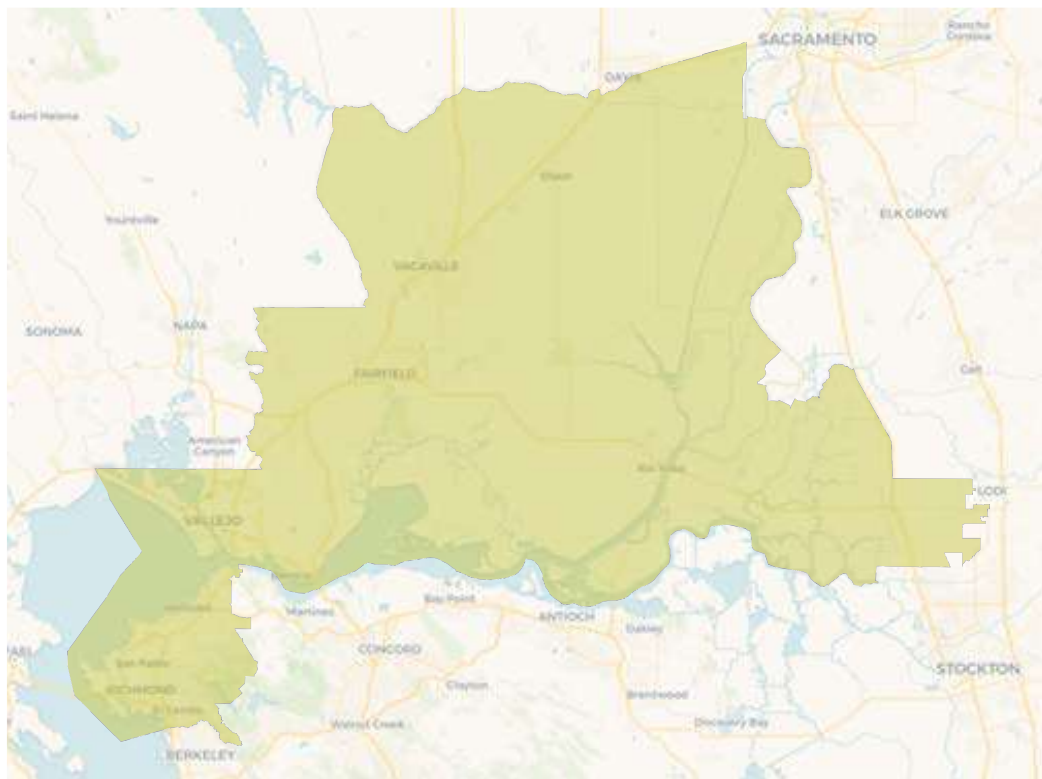 SACRAMENTO
Rancho
Cordova
DAVIS
Saint Helena
Dixon
Yountville
ELK GROVE
VACAVILLE
SONOMA
NAPA
FAIRFIELD
Galt
American
Canyon
Rio Vista
LODI
VALLEJO
Benicia
Martinez
Bay Point
ANTIOCH
Oakley
CONCORD
San Pablo
STOCKTON
Clayton
RICHMOND
Brentwood
El Cerrito
Walnut Creek
Discovery Bay
BERKELEY